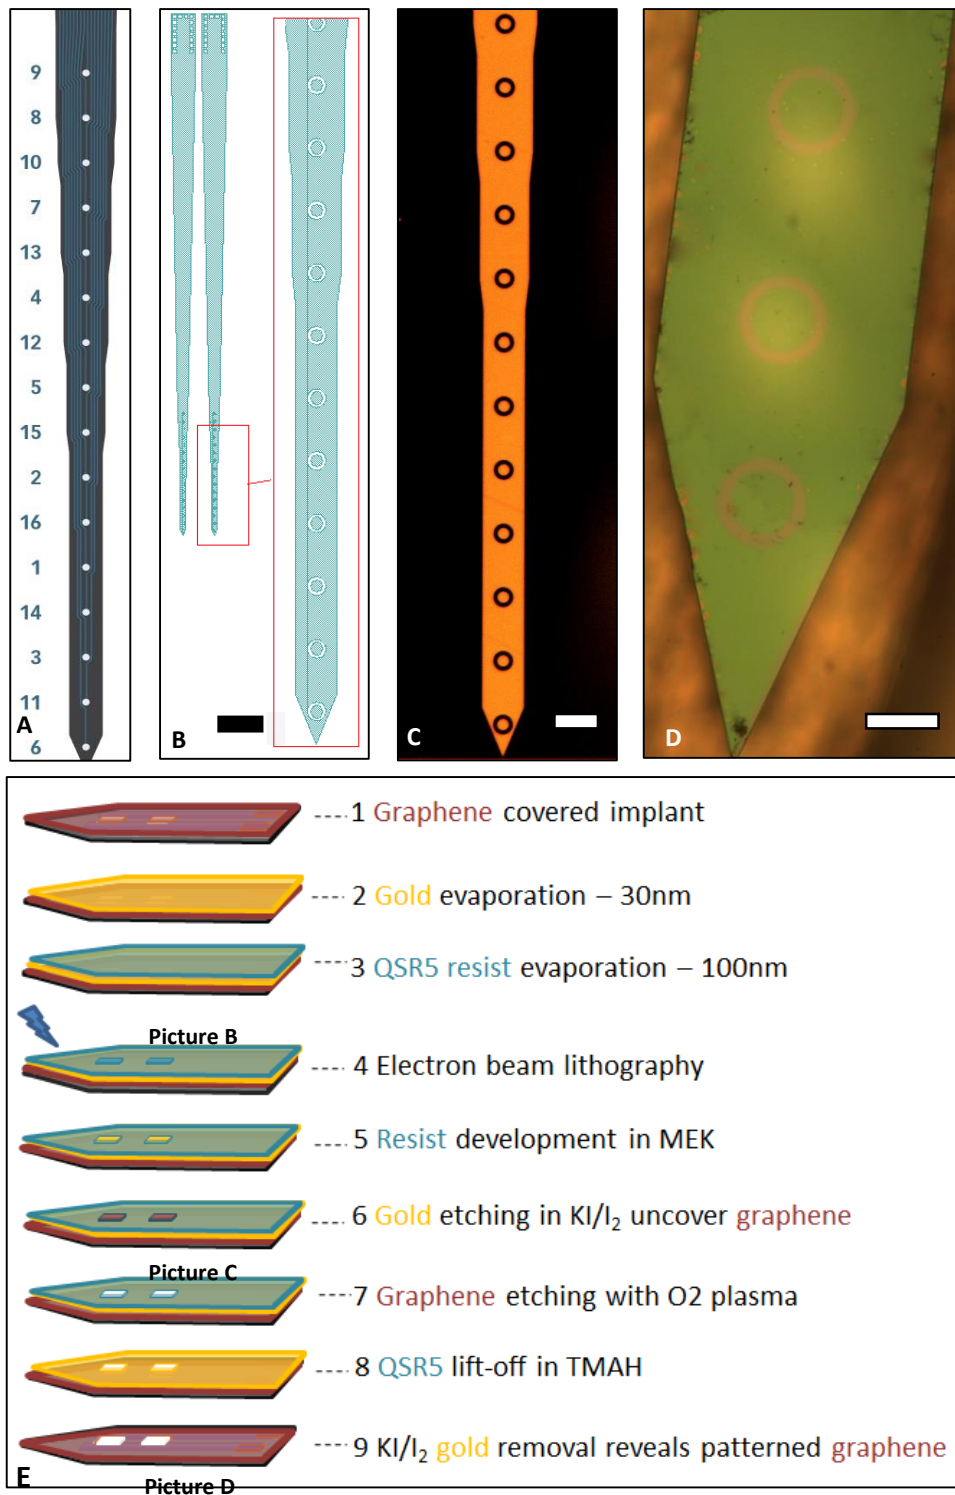 9
8
10
7
13
4
12
5
15
2
16
1
14
3
11
6
A
B
C
D
----1 Graphene covered implant
----2 Gold evaporation – 30nm
----3 QSR5 resist evaporation – 100nm
Picture B
----4 Electron beam lithography
----5 Resist development in MEK
----6 Gold etching in KI/I₂ uncover graphene
Picture C
----7 Graphene etching with O2 plasma
----8 QSR5 lift-off in TMAH
----9 KI/I₂ gold removal reveals patterned graphene
Picture D
E